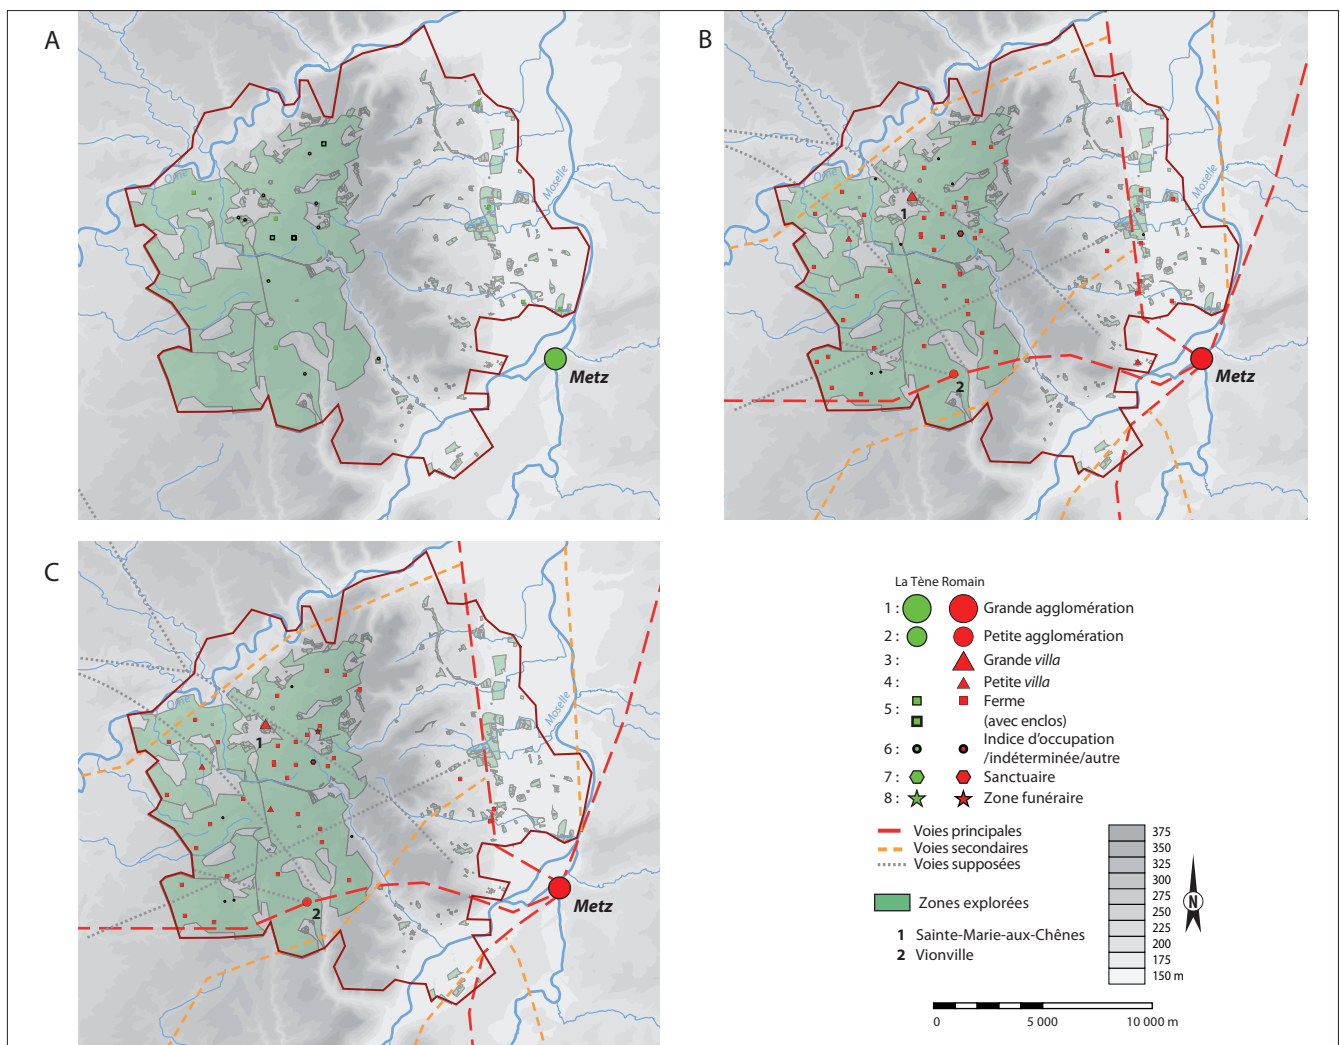 A
Orne
Moselle
Metz
B
Orne
Moselle
1
2
Metz
C
Orne
Moselle
1
2
Metz
La Tène Romain
1 : Grande agglomération
2 : Petite agglomération
3 : Grande villa
4 : Petite villa
5 : Ferme
(avec enclos)
6 : Indice d'occupation
/indéterminée/autre
7 : Sanctuaire
8 : Zone funéraire
Voies principales
Voies secondaires
Voies supposées
Zones explorées
1 Sainte-Marie-aux-Chênes
2 Vionville
375
350
325
300
275
250
225
200
175
150 m
N
0 5 000 10 000 m